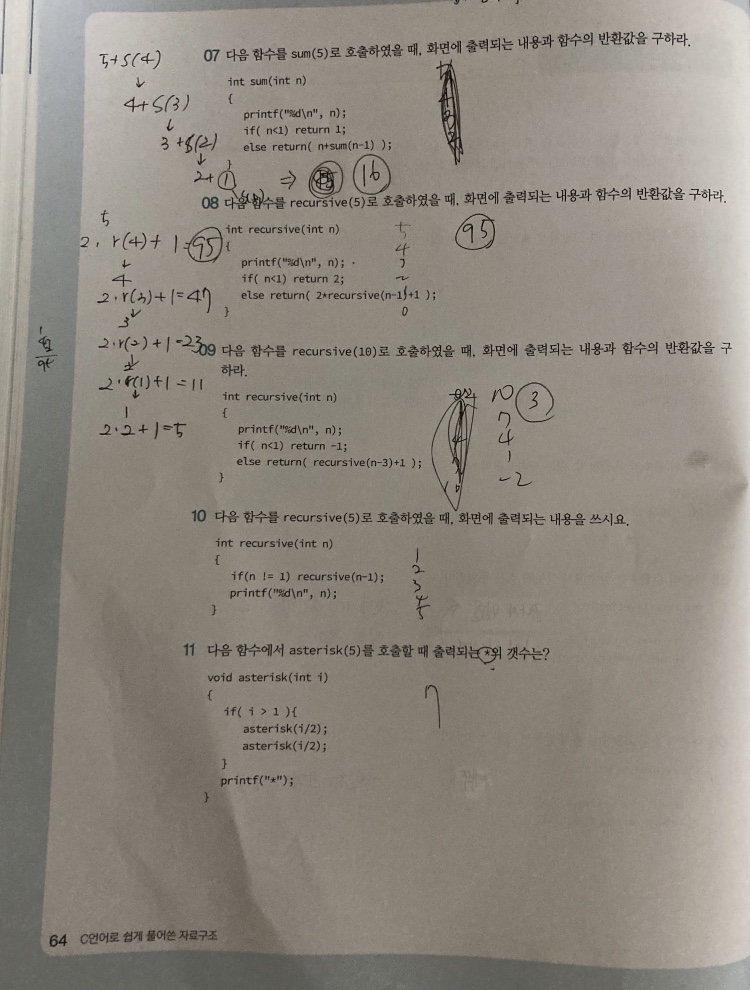 07 다음 함수를 sum(5)로 호출하였을 때, 화면에 출력되는 내용과 함수의 반환값을 구하라.
int sum(int n)
{
printf("%d\n", n);
if( n<1) return 1;
else return( n+sum(n-1) );
}
5+S(4)
↓
4+S(3)
↓
3+S(2)
↓
2+1 ⇒ 16
08 다음 함수를 recursive(5)로 호출하였을 때, 화면에 출력되는 내용과 함수의 반환값을 구하라.
int recursive(int n)
{
printf("%d\n", n);
if( n<1) return 2;
else return( 2*recursive(n-1)+1 );
}
5
4
3
2
1
0
95
5
2·r(4)+1=95
↓
4
2·r(3)+1=47
3
2·r(2)+1=23
2
2·r(1)+1=11
1
2·2+1=5
09 다음 함수를 recursive(10)로 호출하였을 때, 화면에 출력되는 내용과 함수의 반환값을 구
하라.
int recursive(int n)
{
printf("%d\n", n);
if( n<1) return -1;
else return( recursive(n-3)+1 );
}
10
7
4
1
-2
3
10 다음 함수를 recursive(5)로 호출하였을 때, 화면에 출력되는 내용을 쓰시요.
int recursive(int n)
{
if(n != 1) recursive(n-1);
printf("%d\n", n);
}
1
2
3
4
5
11 다음 함수에서 asterisk(5)를 호출할 때 출력되는 *의 갯수는?
void asterisk(int i)
{
if( i > 1 ){
asterisk(i/2);
asterisk(i/2);
}
printf("*");
}
7
64 C언어로 쉽게 풀어쓴 자료구조